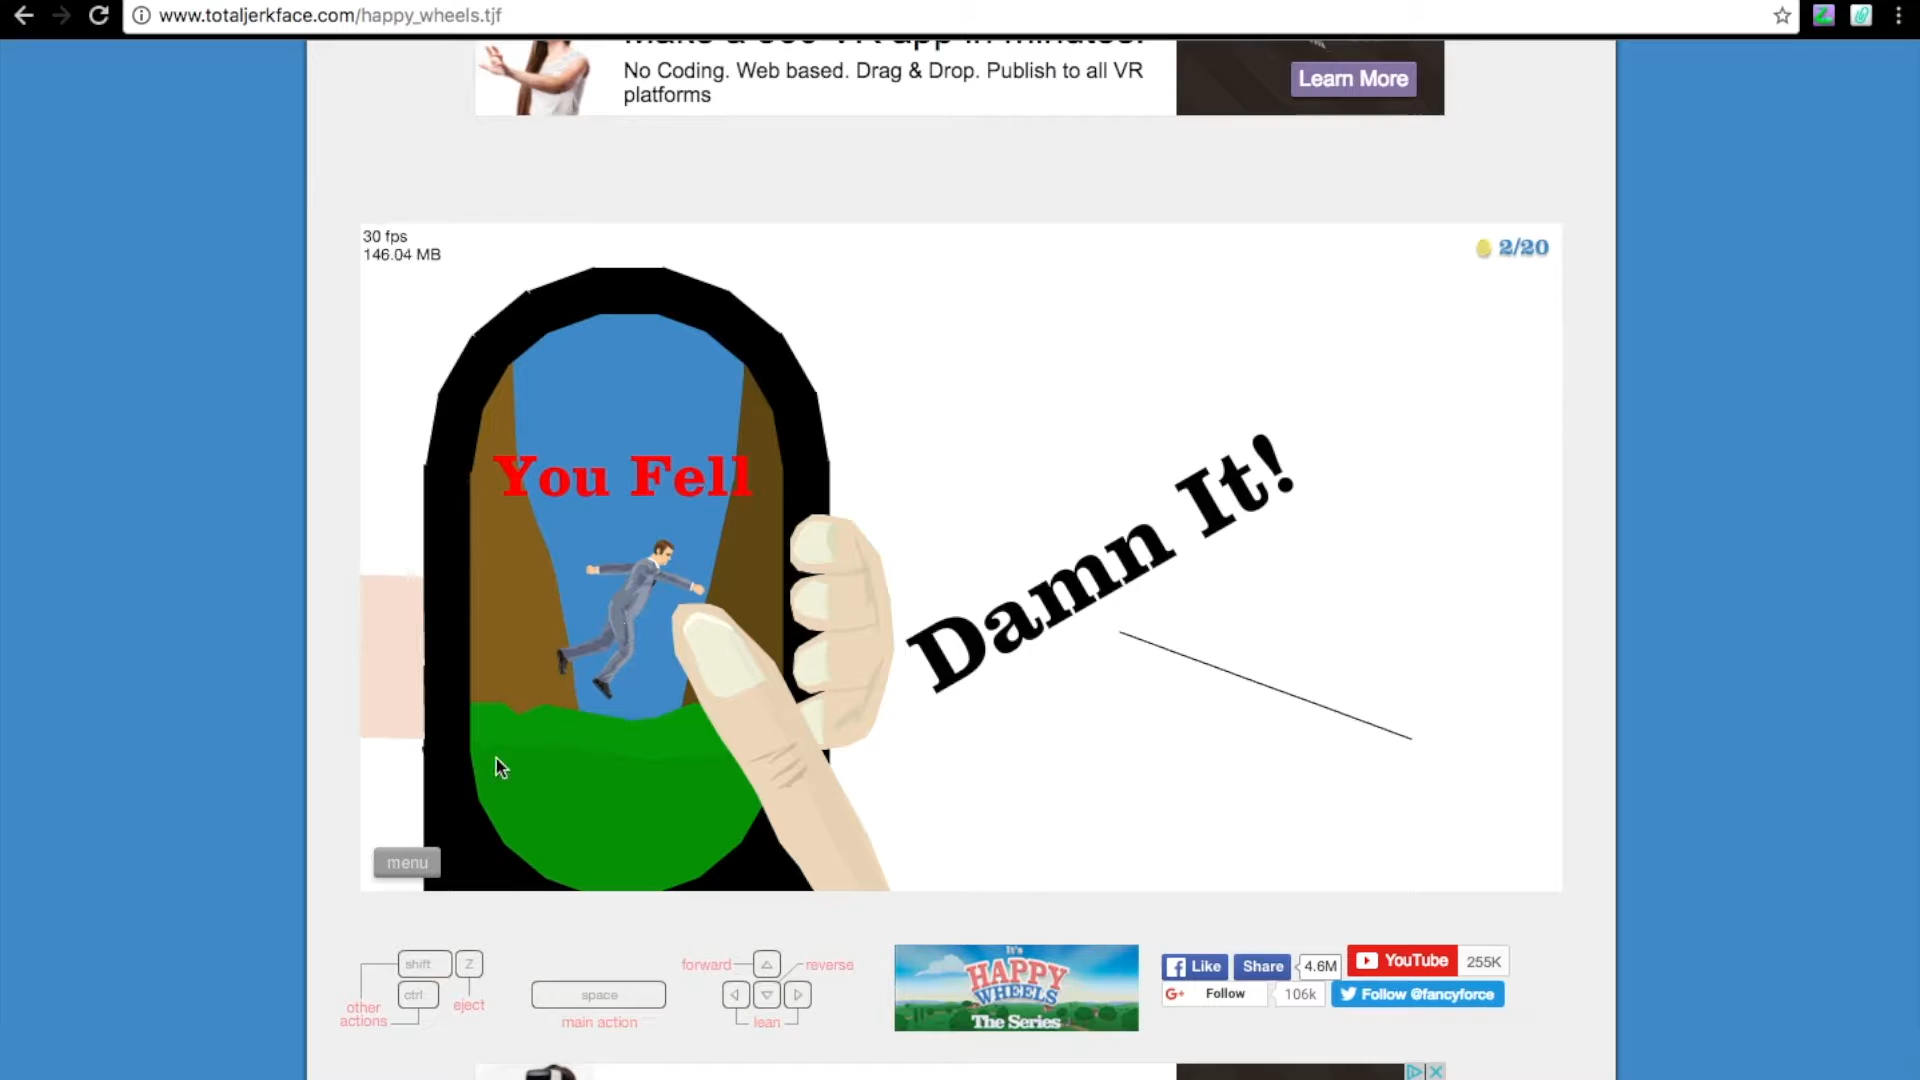 www.totaljerkface.com/happy_wheels.tjf
No Coding. Web based. Drag & Drop. Publish to all VR
platforms
Learn More
30 fps
146.04 MB
2/20
You Fell
Damn It!
menu
shift
Z
ctrl
other
actions
eject
space
main action
forward
reverse
lean
It's
HAPPY
WHEELS
The Series
Like
Share
4.6M
YouTube
255K
G+
Follow
106k
Follow @fancyforce